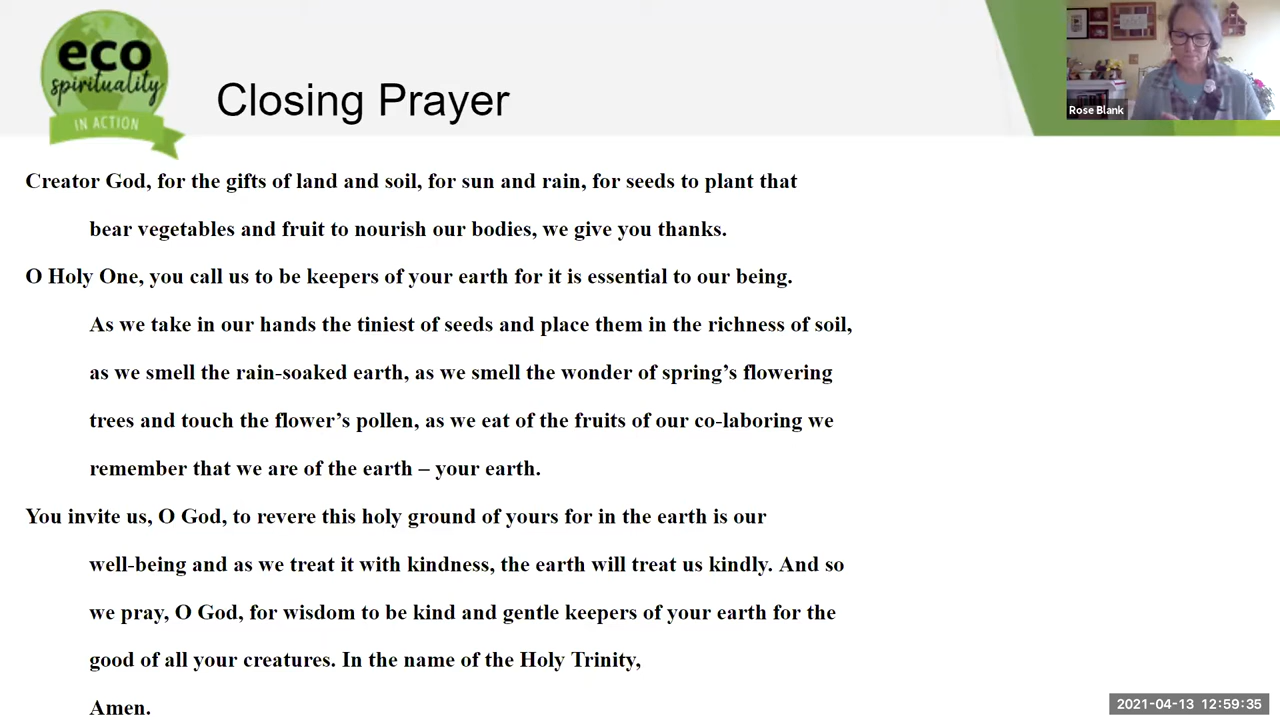 eco
spirituality
IN ACTION
Closing Prayer
Rose Blank
Creator God, for the gifts of land and soil, for sun and rain, for seeds to plant that
bear vegetables and fruit to nourish our bodies, we give you thanks.
O Holy One, you call us to be keepers of your earth for it is essential to our being.
As we take in our hands the tiniest of seeds and place them in the richness of soil,
as we smell the rain-soaked earth, as we smell the wonder of spring’s flowering
trees and touch the flower’s pollen, as we eat of the fruits of our co-laboring we
remember that we are of the earth – your earth.
You invite us, O God, to revere this holy ground of yours for in the earth is our
well-being and as we treat it with kindness, the earth will treat us kindly. And so
we pray, O God, for wisdom to be kind and gentle keepers of your earth for the
good of all your creatures. In the name of the Holy Trinity,
Amen.
2021-04-13 12:59:35